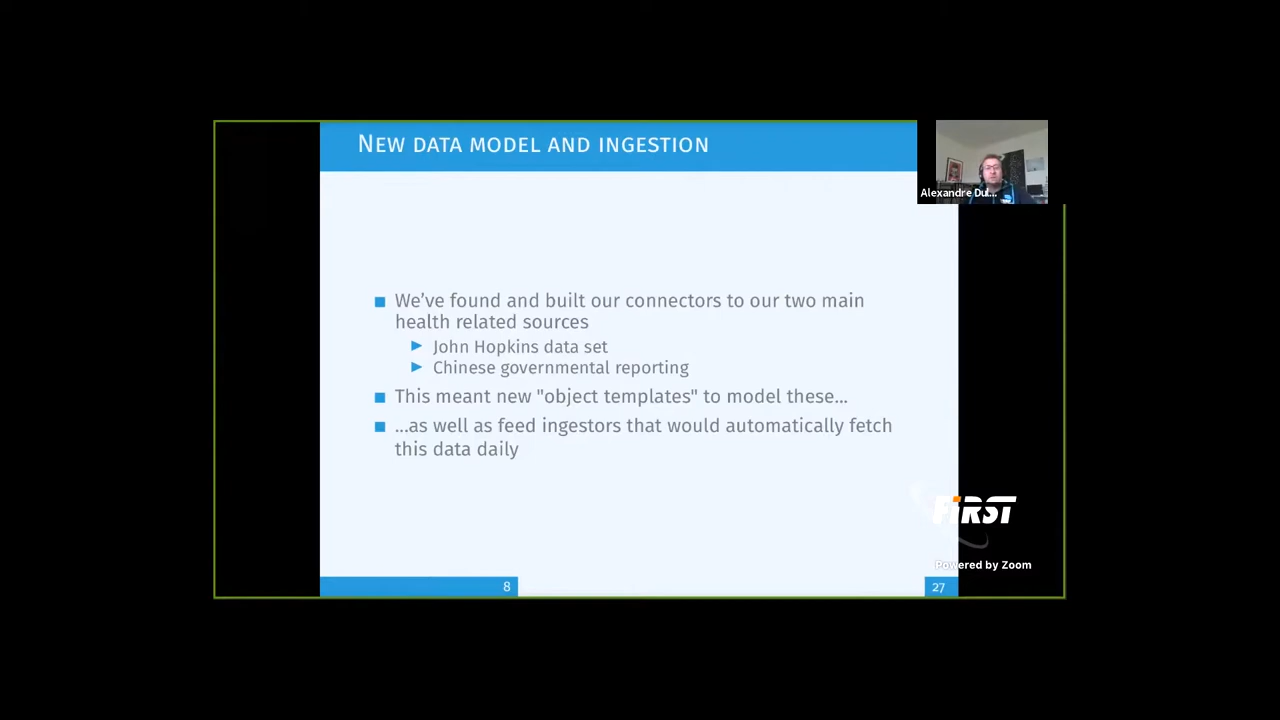 New data model and ingestion
Alexandre Dul...
■ We've found and built our connectors to our two main
health related sources
▶ John Hopkins data set
▶ Chinese governmental reporting
■ This meant new "object templates" to model these...
■ ...as well as feed ingestors that would automatically fetch
this data daily
FIRST
Powered by Zoom
8
27